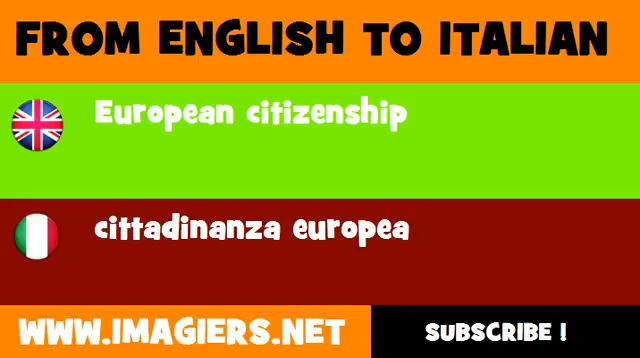 FROM ENGLISH TO ITALIAN
European citizenship
cittadinanza europea
WWW.IMAGIERS.NET
SUBSCRIBE !